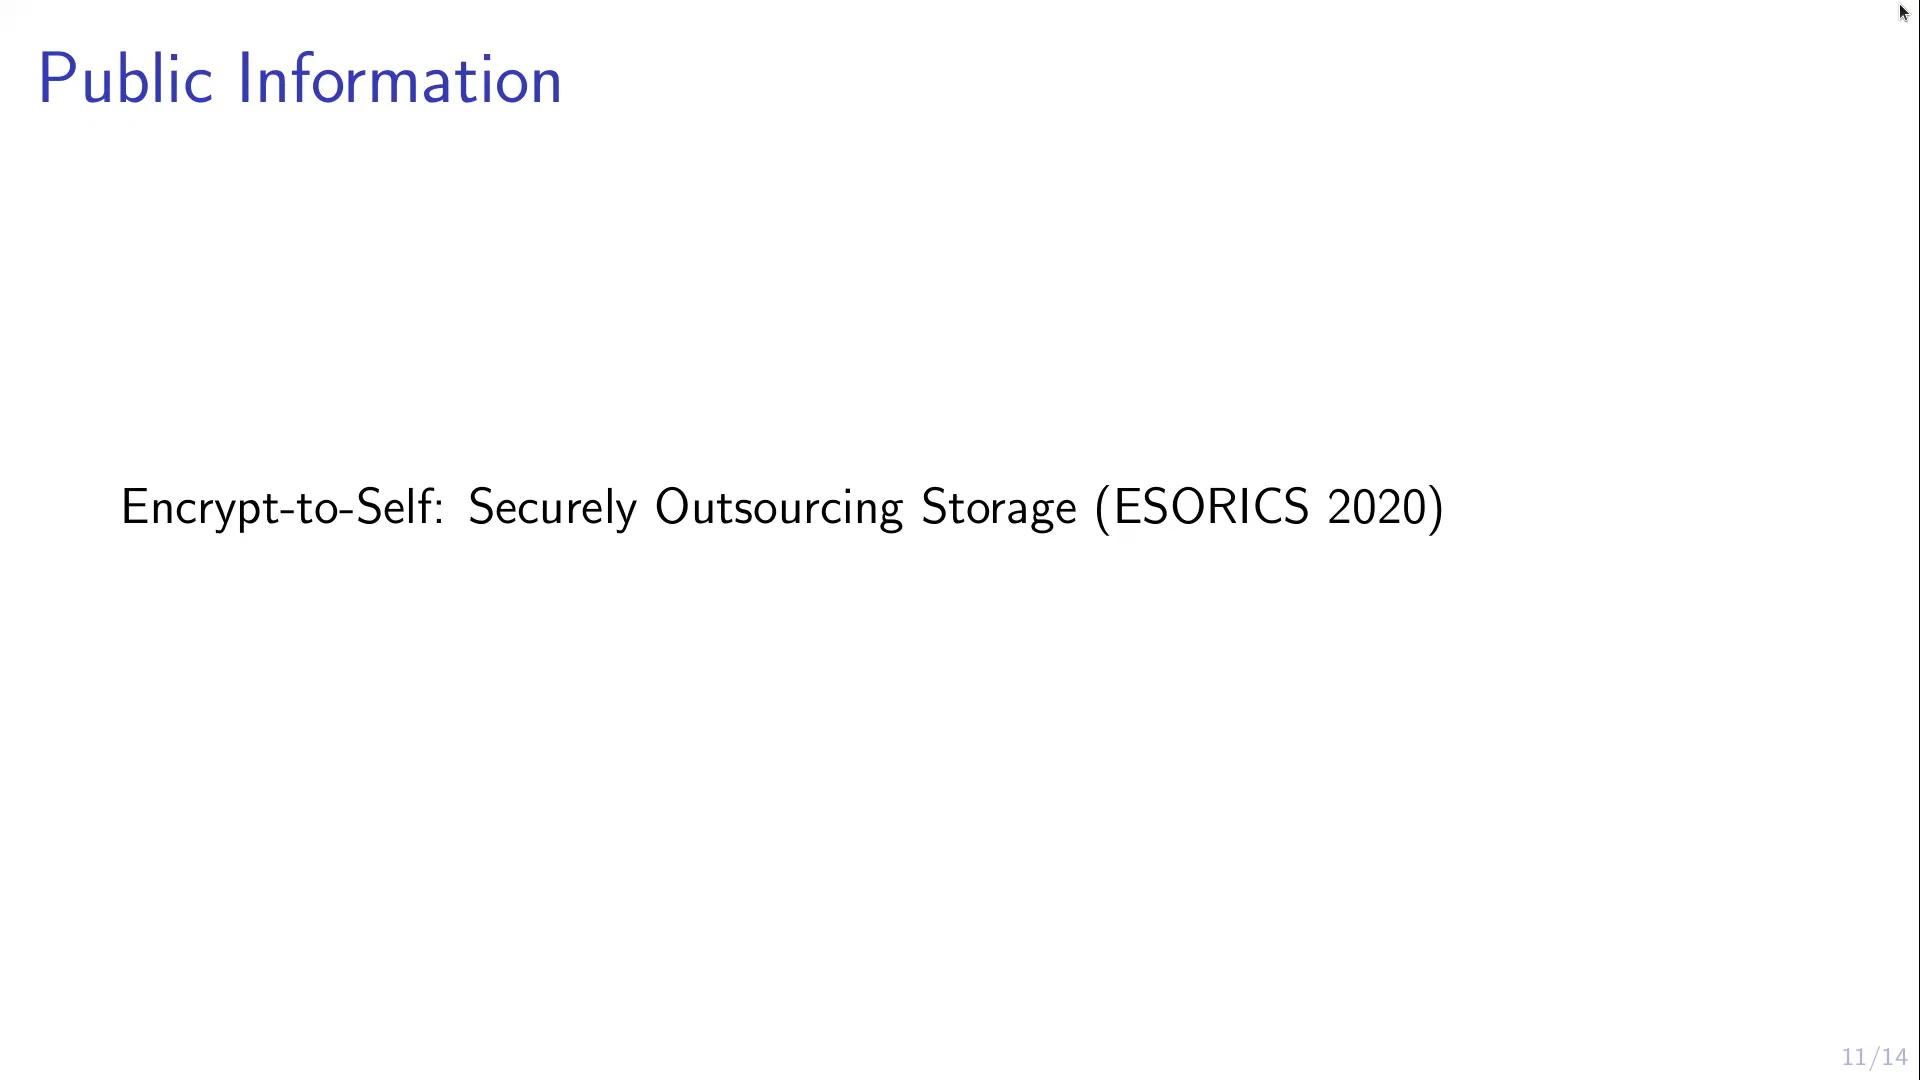 Public Information
Encrypt-to-Self: Securely Outsourcing Storage (ESORICS 2020)
11/14